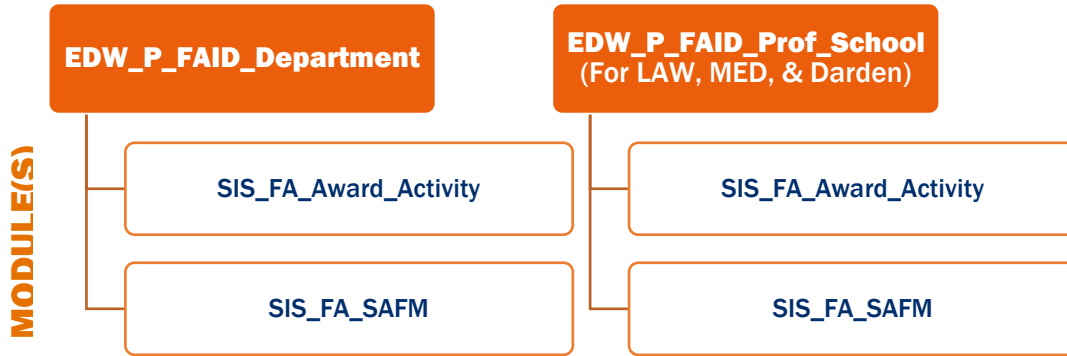 EDW_P_FAID_Department
EDW_P_FAID_Prof_School
(For LAW, MED, & Darden)
MODULE(S)
SIS_FA_Award_Activity
SIS_FA_Award_Activity
SIS_FA_SAFM
SIS_FA_SAFM